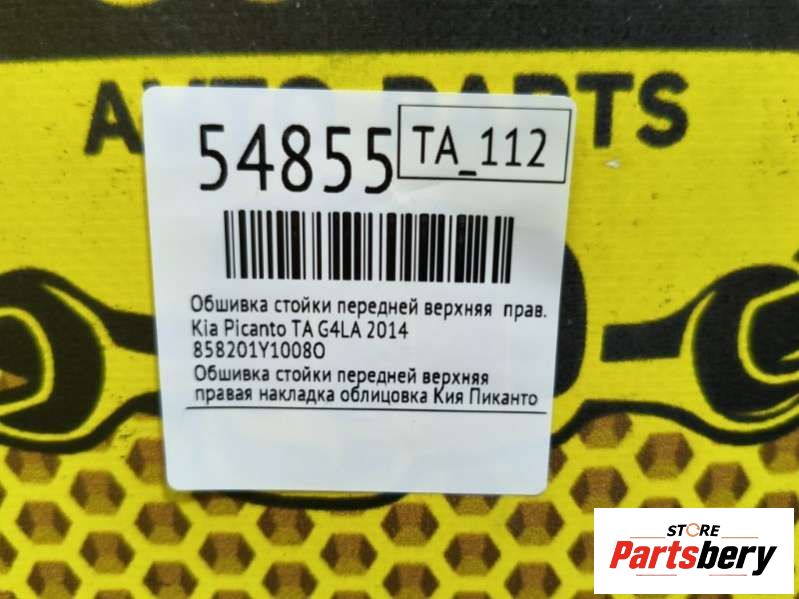 AVTO PARTS
54855
TA_112
Обшивка стойки передней верхняя прав.
Kia Picanto TA G4LA 2014
858201Y1008O
Обшивка стойки передней верхняя
правая накладка облицовка Кия Пиканто
STORE
Partsbery